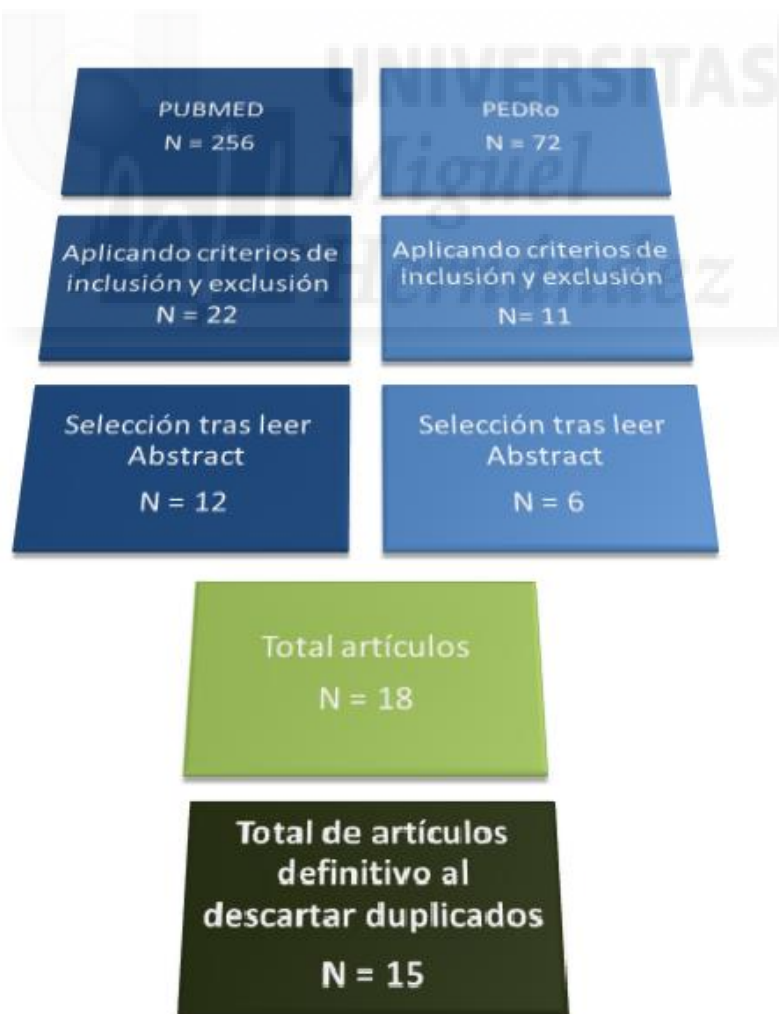 UNIVERSITAS
Miguel
Hernández
PUBMED
N = 256
PEDRo
N = 72
Aplicando criterios de
inclusión y exclusión
N = 22
Aplicando criterios de
inclusión y exclusión
N= 11
Selección tras leer
Abstract
N = 12
Selección tras leer
Abstract
N = 6
Total artículos
N = 18
Total de artículos
definitivo al
descartar duplicados
N = 15